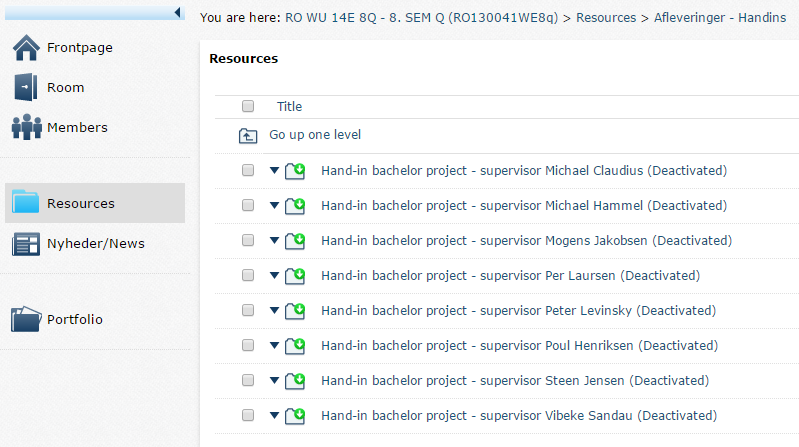 You are here: RO WU 14E 8Q - 8. SEM Q (RO130041WE8q) > Resources > Afleveringer - Handins
Frontpage
Room
Members
Resources
Nyheder/News
Portfolio
Resources
Title
Go up one level
Hand-in bachelor project - supervisor Michael Claudius (Deactivated)
Hand-in bachelor project - supervisor Michael Hammel (Deactivated)
Hand-in bachelor project - supervisor Mogens Jakobsen (Deactivated)
Hand-in bachelor project - supervisor Per Laursen (Deactivated)
Hand-in bachelor project - supervisor Peter Levinsky (Deactivated)
Hand-in bachelor project - supervisor Poul Henriksen (Deactivated)
Hand-in bachelor project - supervisor Steen Jensen (Deactivated)
Hand-in bachelor project - supervisor Vibeke Sandau (Deactivated)